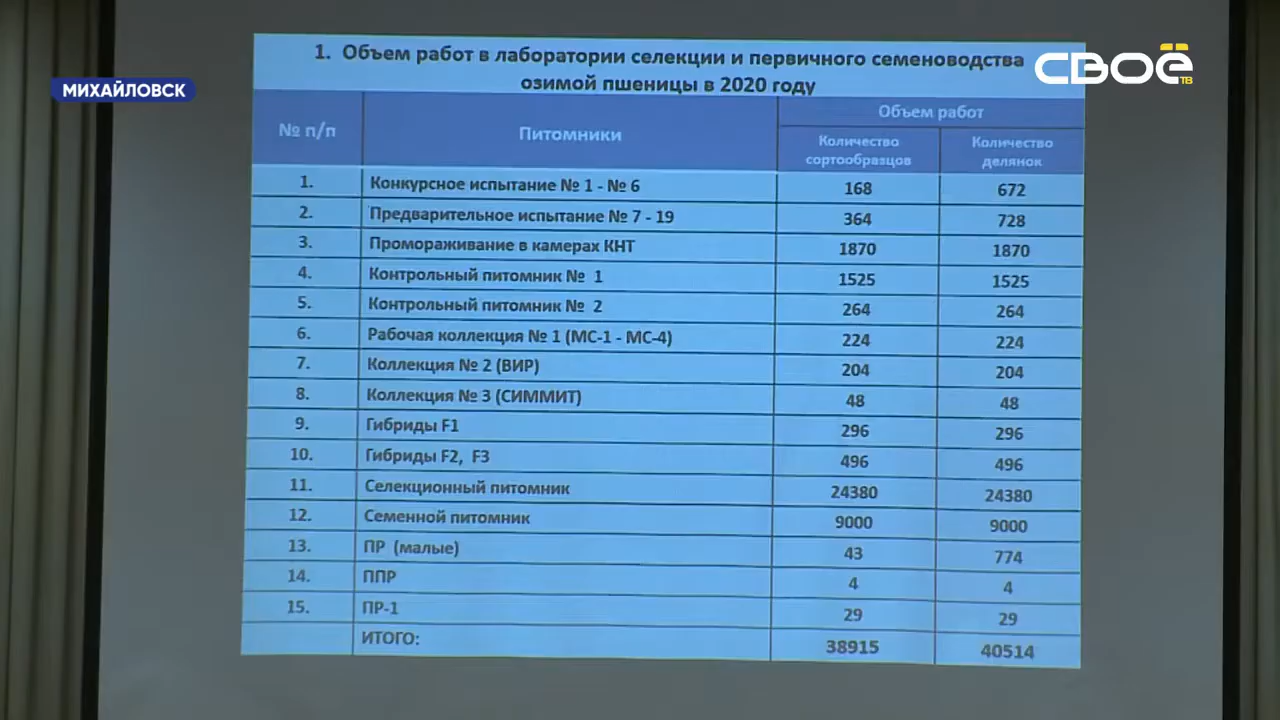 1. Объем работ в лаборатории селекции и первичного семеноводства
озимой пшеницы в 2020 году
СВОЁ
ТВ
МИХАЙЛОВСК
№ п/п Питомники Объем работ
Количество сортообразцов Количество делянок
1. Конкурсное испытание № 1 - № 6 168 672
2. Предварительное испытание № 7 - 19 364 728
3. Промораживание в камерах КНТ 1870 1870
4. Контрольный питомник № 1 1525 1525
5. Контрольный питомник № 2 264 264
6. Рабочая коллекция № 1 (МС-1 - МС-4) 224 224
7. Коллекция № 2 (ВИР) 204 204
8. Коллекция № 3 (СИММИТ) 48 48
9. Гибриды F1 296 296
10. Гибриды F2, F3 496 496
11. Селекционный питомник 24380 24380
12. Семенной питомник 9000 9000
13. ПР (малые) 43 774
14. ППР 4 4
15. ПР-1 29 29
ИТОГО: 38915 40514